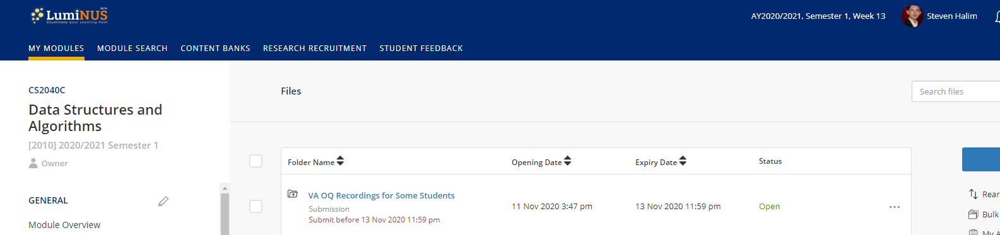 LumiNUS BETA
Illuminate Your Learning Path
AY2020/2021, Semester 1, Week 13
Steven Halim
MY MODULES
MODULE SEARCH
CONTENT BANKS
RESEARCH RECRUITMENT
STUDENT FEEDBACK
CS2040C
Data Structures and
Algorithms
[2010] 2020/2021 Semester 1
Owner
GENERAL
Module Overview
Files
Search files
Folder Name
Opening Date
Expiry Date
Status
VA OQ Recordings for Some Students
Submission
Submit before 13 Nov 2020 11:59 pm
11 Nov 2020 3:47 pm
13 Nov 2020 11:59 pm
Open
Rear
Bulk
My A